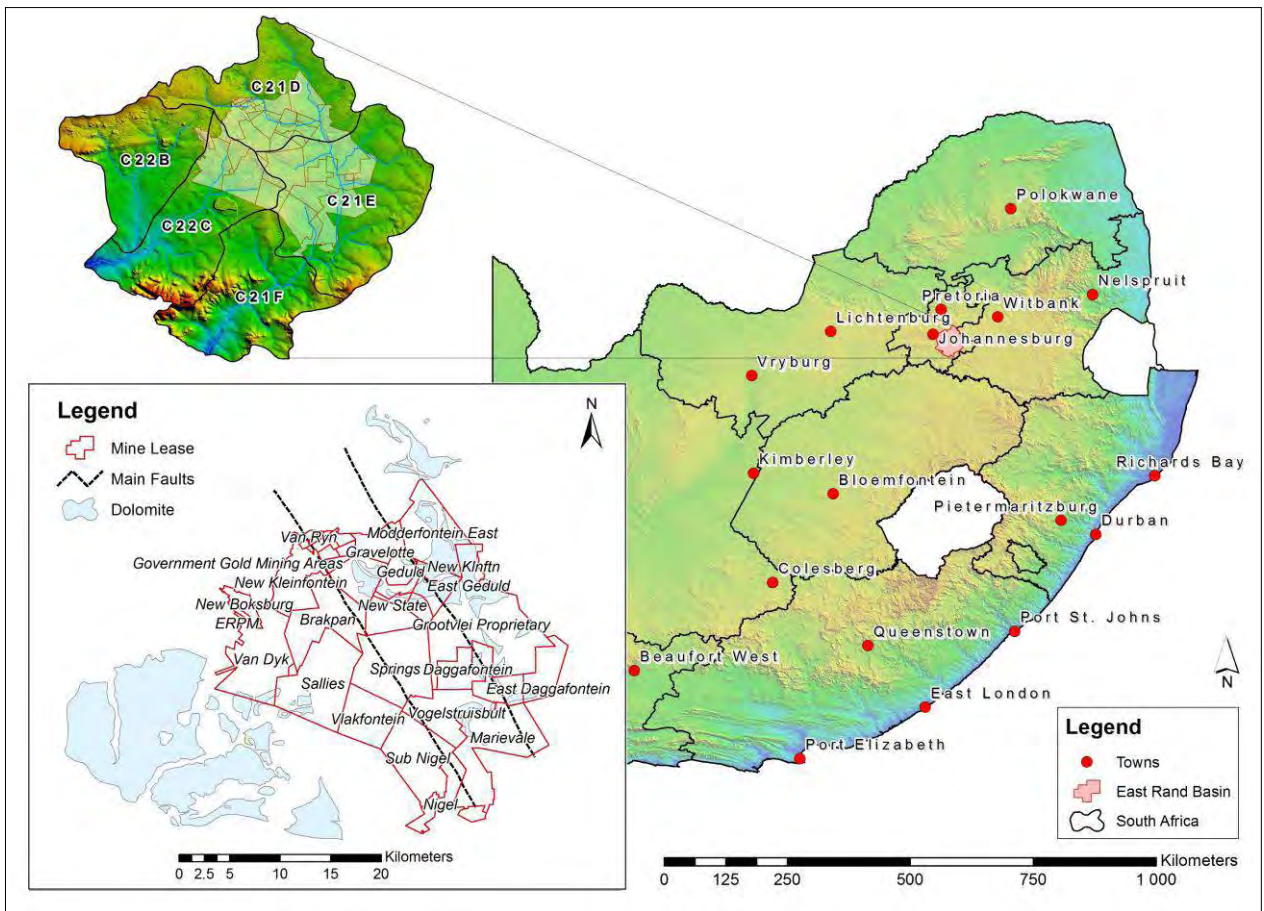 C21D
C22B
C21E
C22C
C21F
Polokwane
Nelspruit
Pretoria
Witbank
Lichtenburg
Johannesburg
Vryburg
Kimberley
Bloemfontein
Richards Bay
Pietermaritzburg
Durban
Colesberg
Port St. Johns
Queenstown
Beaufort West
East London
Port Elizabeth
N
Legend
Towns
East Rand Basin
South Africa
Kilometers
0 125 250 500 750 1 000
Legend
Mine Lease
Main Faults
Dolomite
N
Van Ryn
Modderfontein East
Gravelotte
Government Gold Mining Areas
Geduld
New Klnftn
New Kleinfontein
East Geduld
New Boksburg
New State
ERPM
Brakpan
Grootvlei Proprietary
Van Dyk
Springs
Daggafontein
Sallies
East Daggafontein
Vlakfontein
Vogelstruisbult
Marievale
Sub Nigel
Nigel
Kilometers
0 2.5 5 10 15 20